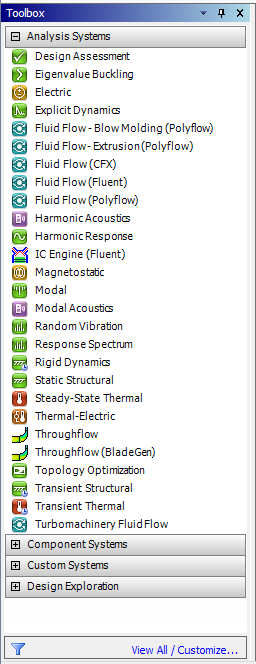 Toolbox
Analysis Systems
Design Assessment
Eigenvalue Buckling
Electric
Explicit Dynamics
Fluid Flow - Blow Molding (Polyflow)
Fluid Flow - Extrusion (Polyflow)
Fluid Flow (CFX)
Fluid Flow (Fluent)
Fluid Flow (Polyflow)
Harmonic Acoustics
Harmonic Response
IC Engine (Fluent)
Magnetostatic
Modal
Modal Acoustics
Random Vibration
Response Spectrum
Rigid Dynamics
Static Structural
Steady-State Thermal
Thermal-Electric
Throughflow
Throughflow (BladeGen)
Topology Optimization
Transient Structural
Transient Thermal
Turbomachinery Fluid Flow
Component Systems
Custom Systems
Design Exploration
View All / Customize...